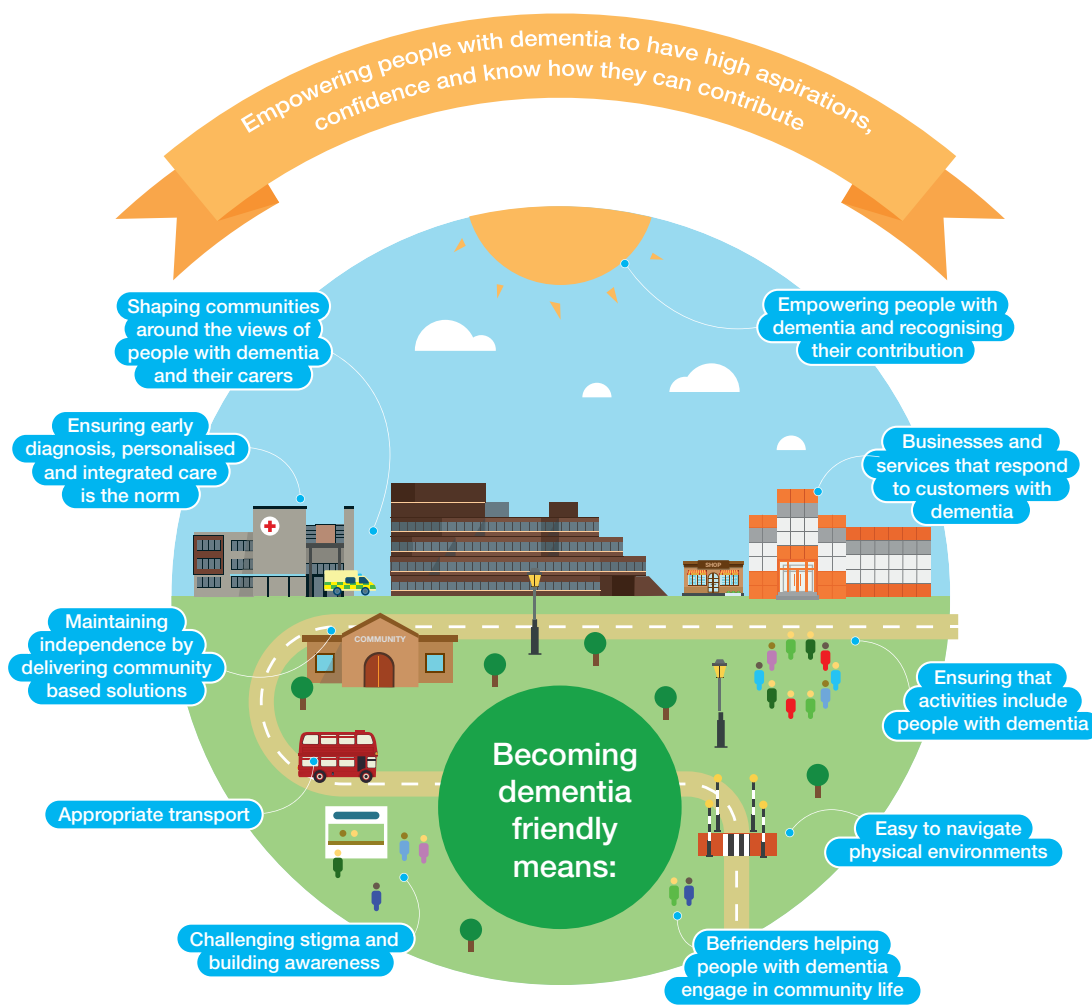 Empowering people with dementia to have high aspirations,
confidence and know how they can contribute
Shaping communities
around the views of
people with dementia
and their carers
Empowering people with
dementia and recognising
their contribution
Ensuring early
diagnosis, personalised
and integrated care
is the norm
Businesses and
services that respond
to customers with
dementia
SHOP
Maintaining
independence by
delivering community
based solutions
COMMUNITY
Ensuring that
activities include
people with dementia
Becoming
dementia
friendly
means:
Appropriate transport
Easy to navigate
physical environments
Challenging stigma and
building awareness
Befrienders helping
people with dementia
engage in community life